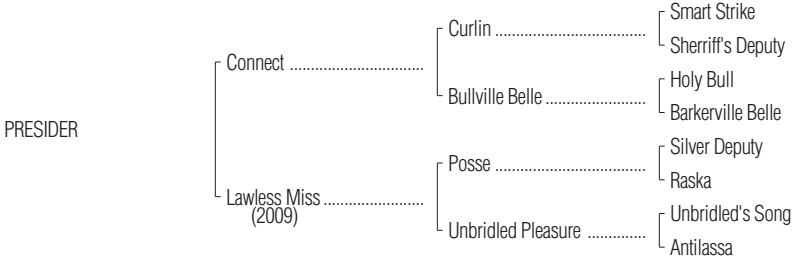 Smart Strike
Curlin ....................................
Sherriff's Deputy
Connect ................................
Holy Bull
Bullville Belle ........................
Barkerville Belle
PRESIDER
Silver Deputy
Posse ....................................
Raska
Lawless Miss ........................
(2009)
Unbridled's Song
Unbridled Pleasure ..............
Antilassa